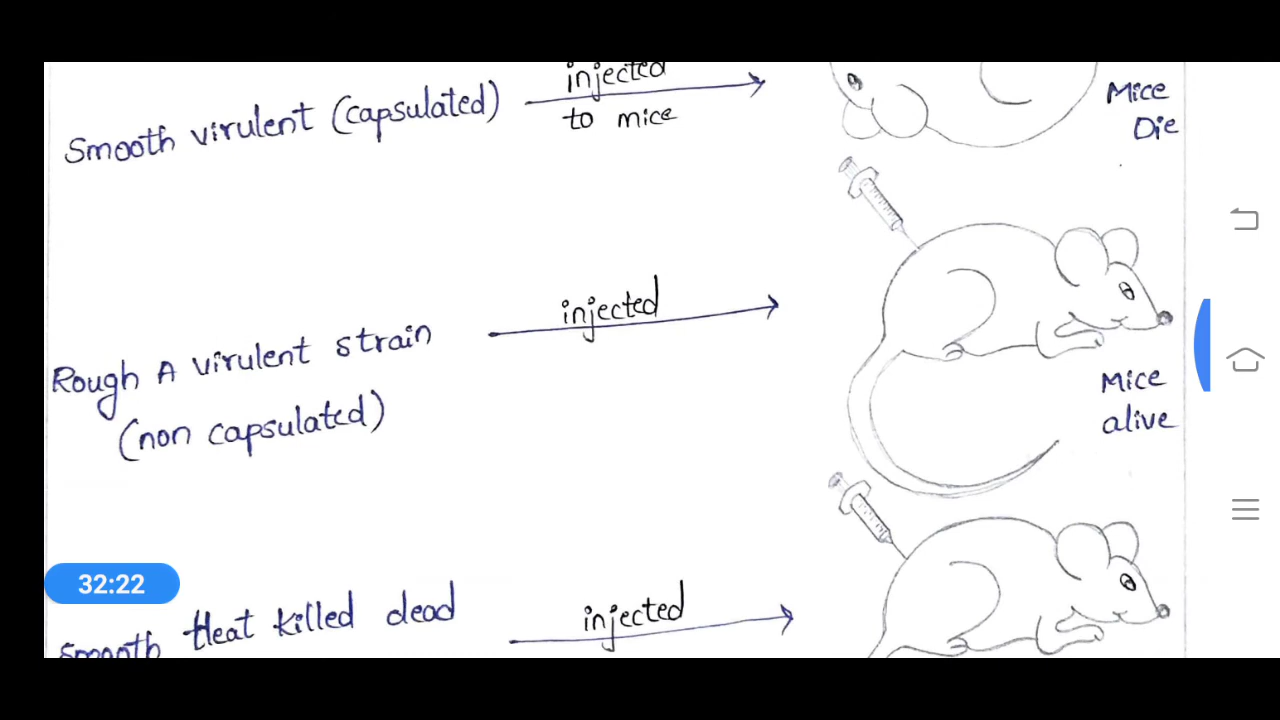 injected
Smooth virulent (capsulated)
to mice
Mice
Die
injected
Rough A virulent strain
(non capsulated)
Mice
alive
32:22
Smooth Heat killed dead
injected